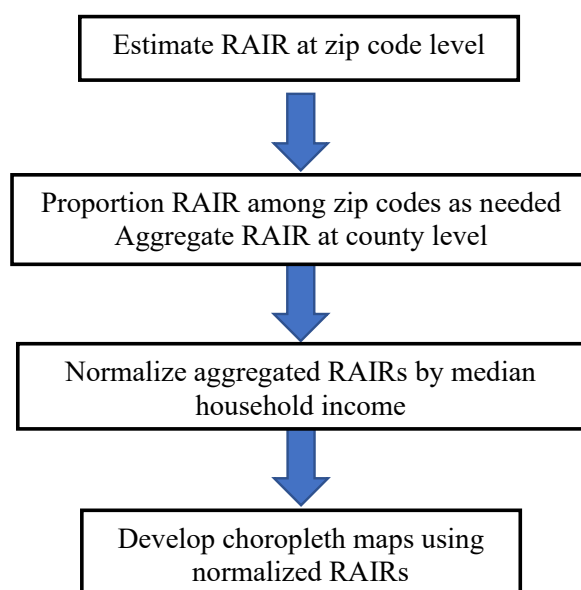 Estimate RAIR at zip code level
Proportion RAIR among zip codes as needed
Aggregate RAIR at county level
Normalize aggregated RAIRs by median
household income
Develop choropleth maps using
normalized RAIRs